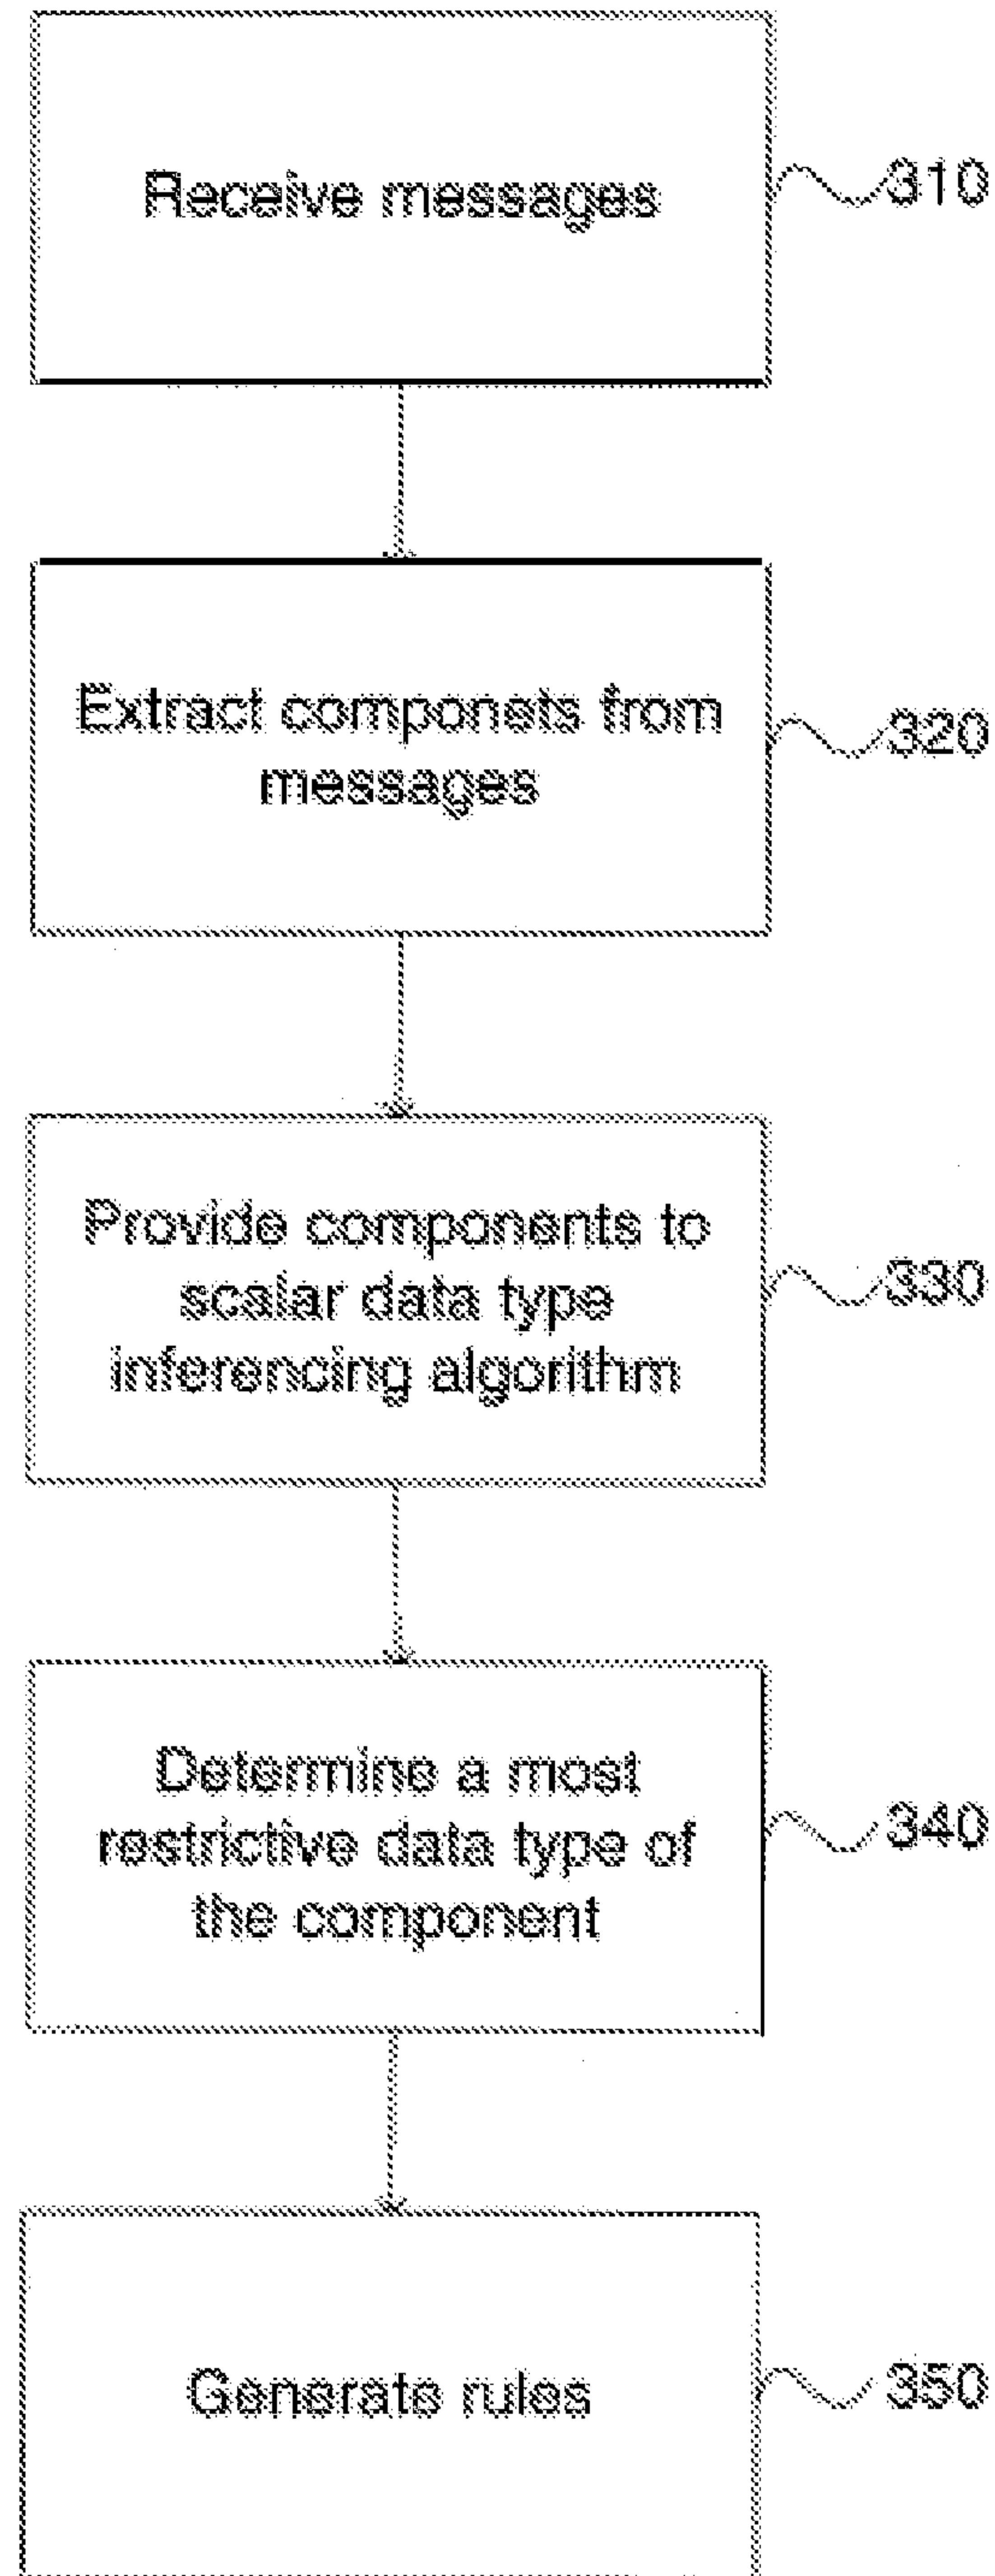 Receive messages
310
Extract componets from
messages
320
Provide components to
scalar data type
inferencing algorithm
330
Determine a most
restrictive data type of
the component
340
Generate rules
350